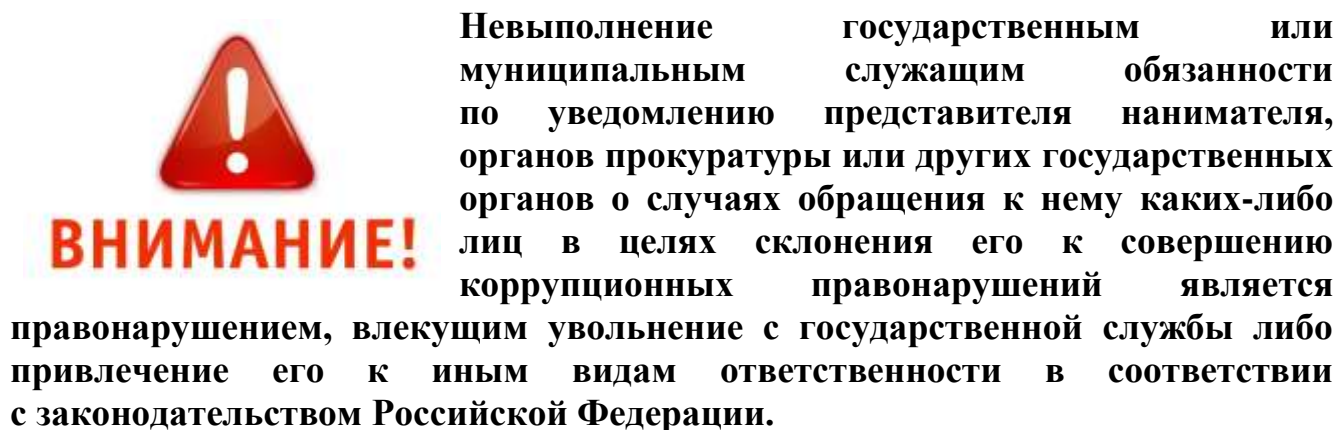 Невыполнение государственным или
муниципальным служащим обязанности
по уведомлению представителя нанимателя,
органов прокуратуры или других государственных
органов о случаях обращения к нему каких-либо
лиц в целях склонения его к совершению
коррупционных правонарушений является
правонарушением, влекущим увольнение с государственной службы либо
привлечение его к иным видам ответственности в соответствии
с законодательством Российской Федерации.
!
ВНИМАНИЕ!